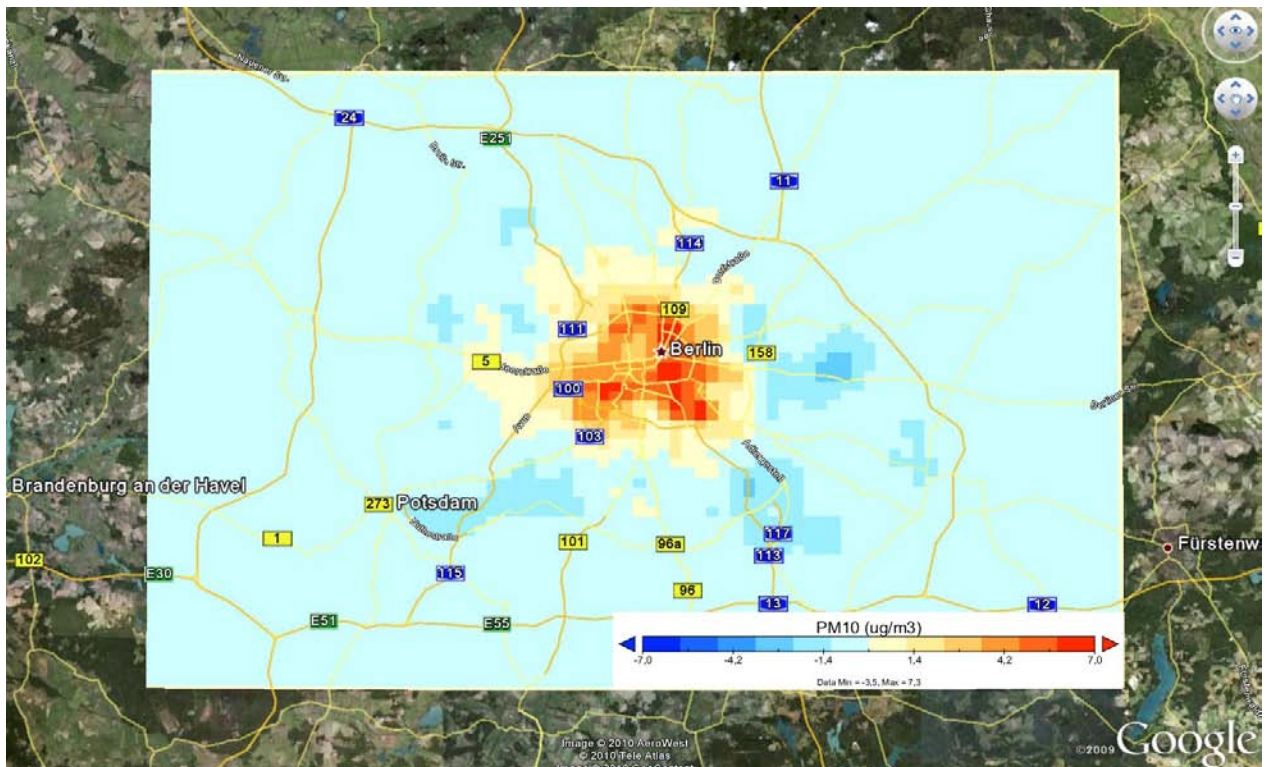 Nauener Str.
24
E251
11
114
109
111
Berlin
158
5
100
103
Brandenburg an der Havel
273
Potsdam
1
101
96a
117
113
Fürstenw
102
E30
115
96
13
12
E51
E55
PM10 (ug/m3)
-7,0
-4,2
-1,4
1,4
4,2
7,0
Data Min = -3,5, Max = 7,3
Image © 2010 AeroWest
© 2010 Tele Atlas
©2009 Google